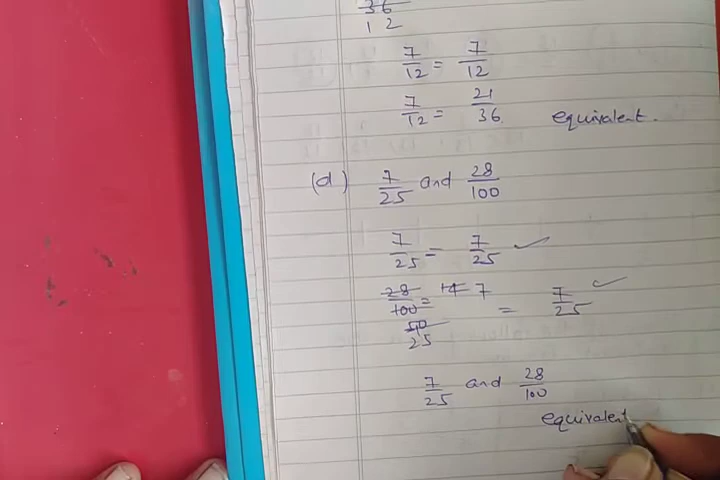 36
12
7/12 = 7/12
7/12 = 21/36 equivalent.
(d) 7/25 and 28/100
7/25 = 7/25 ✓
28/100 = 14 7 = 7/25 ✓
50
25
7/25 and 28/100
equivalent